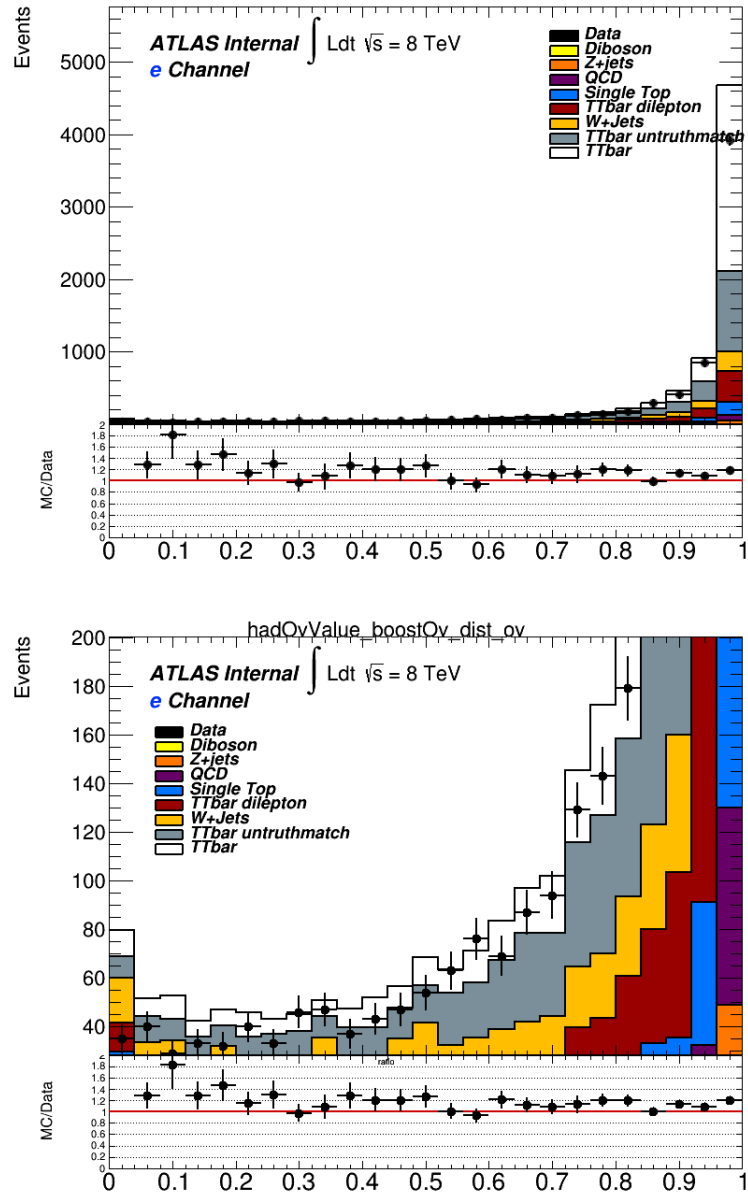 Events
ATLAS Internal ∫ Ldt √s = 8 TeV
e Channel
Data
Diboson
Z+jets
QCD
Single Top
TTbar dilepton
W+Jets
TTbar untruthmatch
TTbar
5000
4000
3000
2000
1000
MC/Data
2
1.8
1.6
1.4
1.2
1
0.8
0.6
0.4
0.2
0
0 0.1 0.2 0.3 0.4 0.5 0.6 0.7 0.8 0.9 1
hadOvValue_boostOv_dist_ov
Events
ATLAS Internal ∫ Ldt √s = 8 TeV
e Channel
Data
Diboson
Z+jets
QCD
Single Top
TTbar dilepton
W+Jets
TTbar untruthmatch
TTbar
200
180
160
140
120
100
80
60
40
ratio
MC/Data
1.8
1.6
1.4
1.2
1
0.8
0.6
0.4
0.2
0
0 0.1 0.2 0.3 0.4 0.5 0.6 0.7 0.8 0.9 1